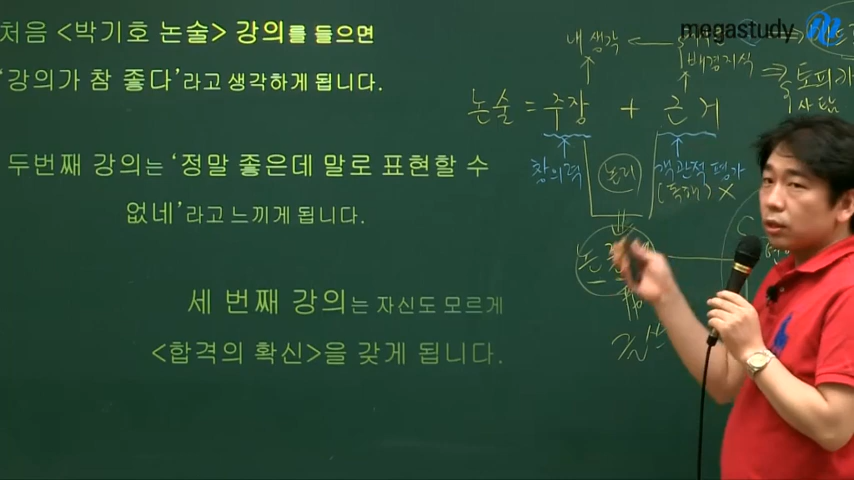 처음 <박기호 논술> 강의를 들으면
'강의가 참 좋다'라고 생각하게 됩니다.
두번째 강의는 '정말 좋은데 말로 표현할 수
없네'라고 느끼게 됩니다.
세 번째 강의는 자신도 모르게
<합격의 확신>을 갖게 됩니다.
megastudy
내 생각
배경지식
논술 = 주장 + 근거
창의력
논리
객관적 평가
(독해) X